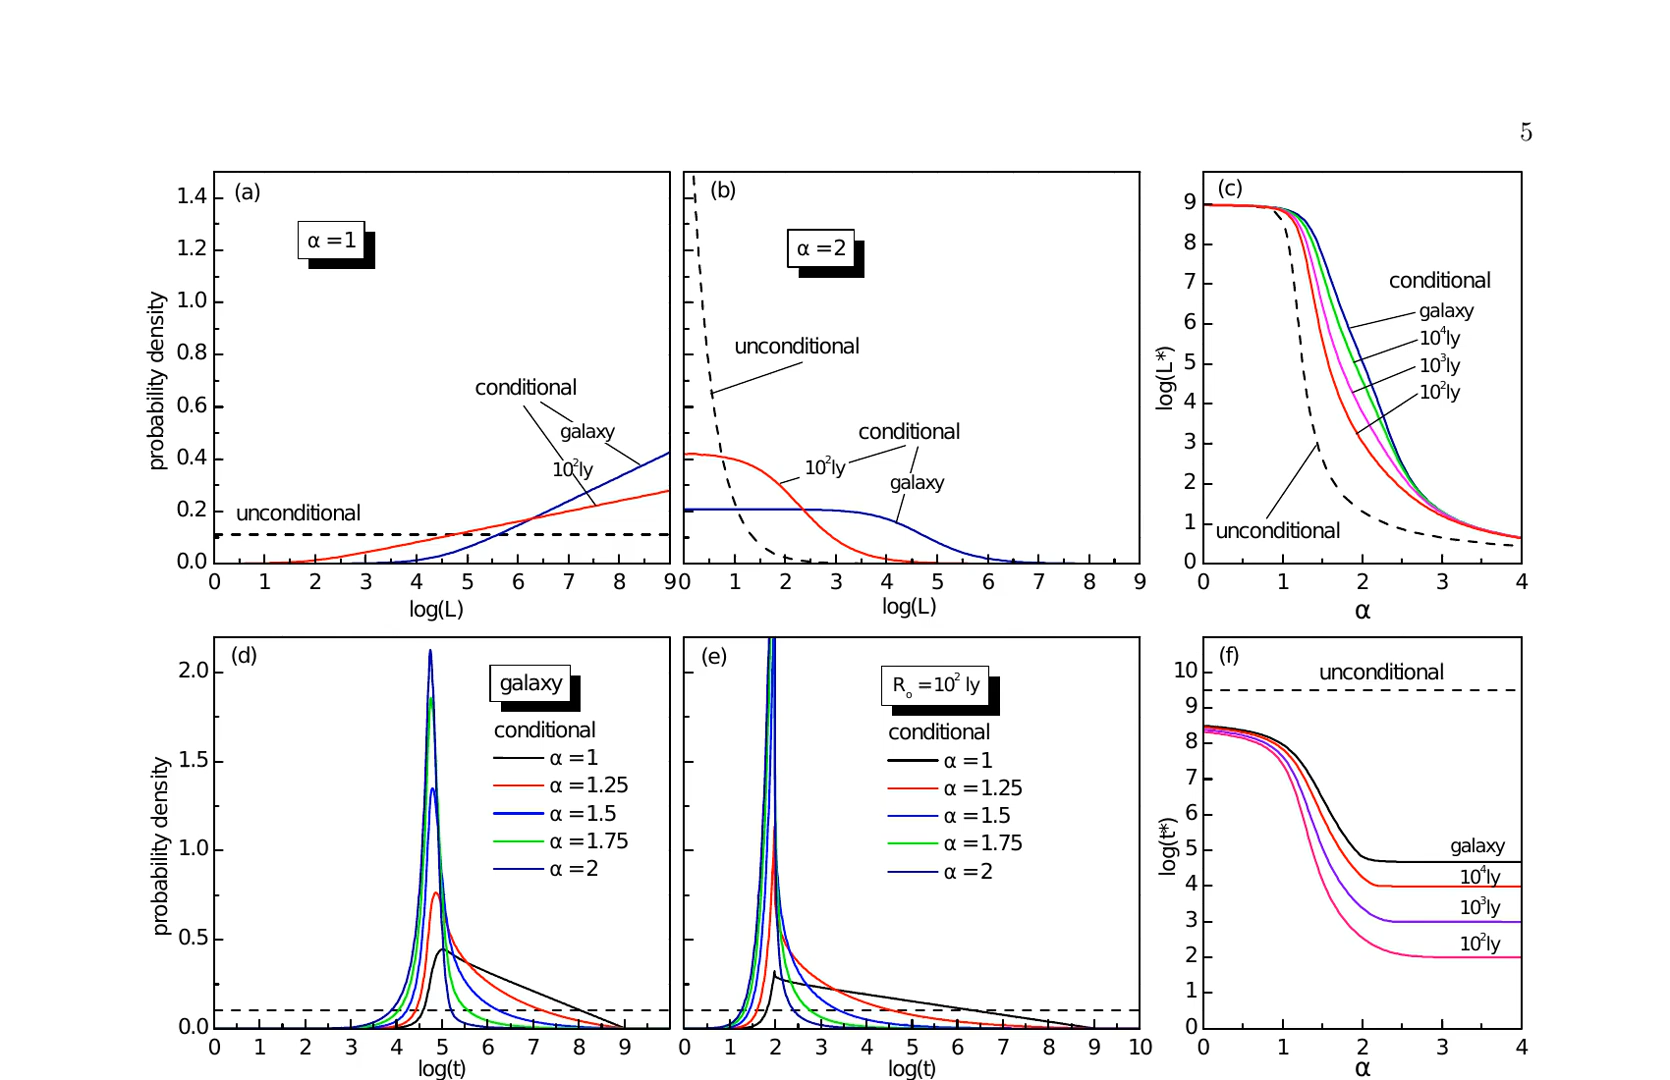 5
(a)
α = 1
1.4
1.2
1.0
0.8
0.6
0.4
0.2
0.0
probability density
conditional
galaxy
10²ly
unconditional
0 1 2 3 4 5 6 7 8 9
log(L)
(b)
α = 2
unconditional
conditional
10²ly
galaxy
0 1 2 3 4 5 6 7 8 9
log(L)
(c)
9
8
7
6
5
4
3
2
1
0
log(L*)
conditional
galaxy
10⁴ly
10³ly
10²ly
unconditional
0 1 2 3 4
α
(d)
2.0
1.5
1.0
0.5
0.0
probability density
galaxy
conditional
α = 1
α = 1.25
α = 1.5
α = 1.75
α = 2
0 1 2 3 4 5 6 7 8 9
log(t)
(e)
Rₒ = 10² ly
conditional
α = 1
α = 1.25
α = 1.5
α = 1.75
α = 2
0 1 2 3 4 5 6 7 8 9 10
log(t)
(f)
10
9
8
7
6
5
4
3
2
1
0
log(t*)
unconditional
galaxy
10⁴ly
10³ly
10²ly
0 1 2 3 4
α